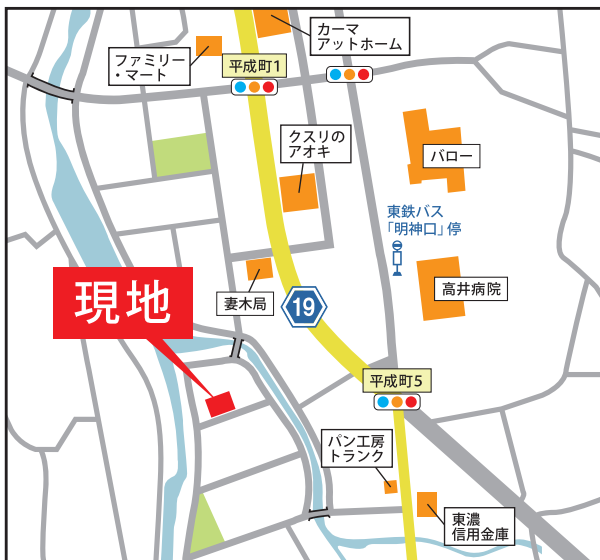 カーマ
アットホーム
ファミリー
・マート
平成町1
クスリの
アオキ
バロー
東鉄バス
「明神口」停
妻木局
19
高井病院
現地
平成町5
パン工房
トランク
東濃
信用金庫